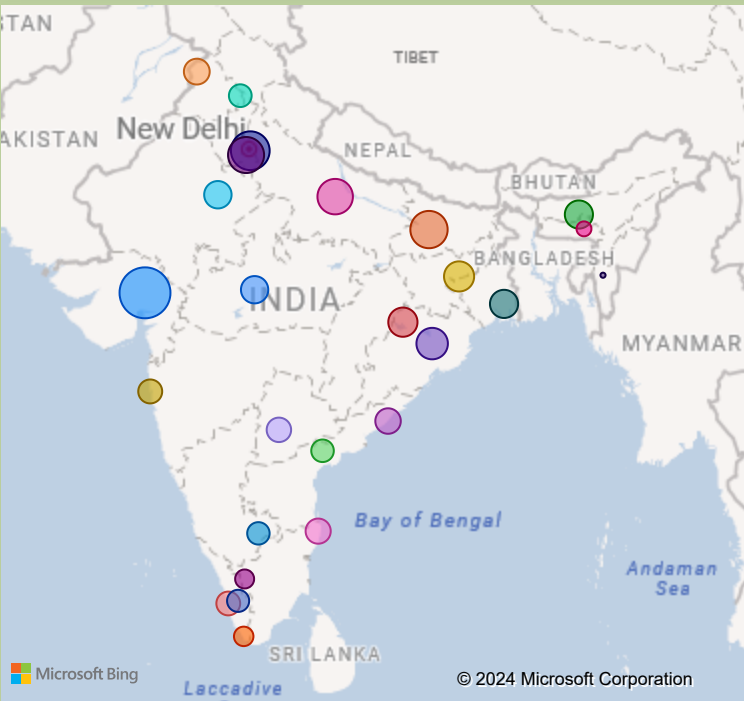 STAN
TIBET
AKISTAN
New Delhi
NEPAL
BHUTAN
BANGLADESH
INDIA
MYANMAR
Bay of Bengal
Andaman
Sea
SRI LANKA
Microsoft Bing
© 2024 Microsoft Corporation
Laccadive